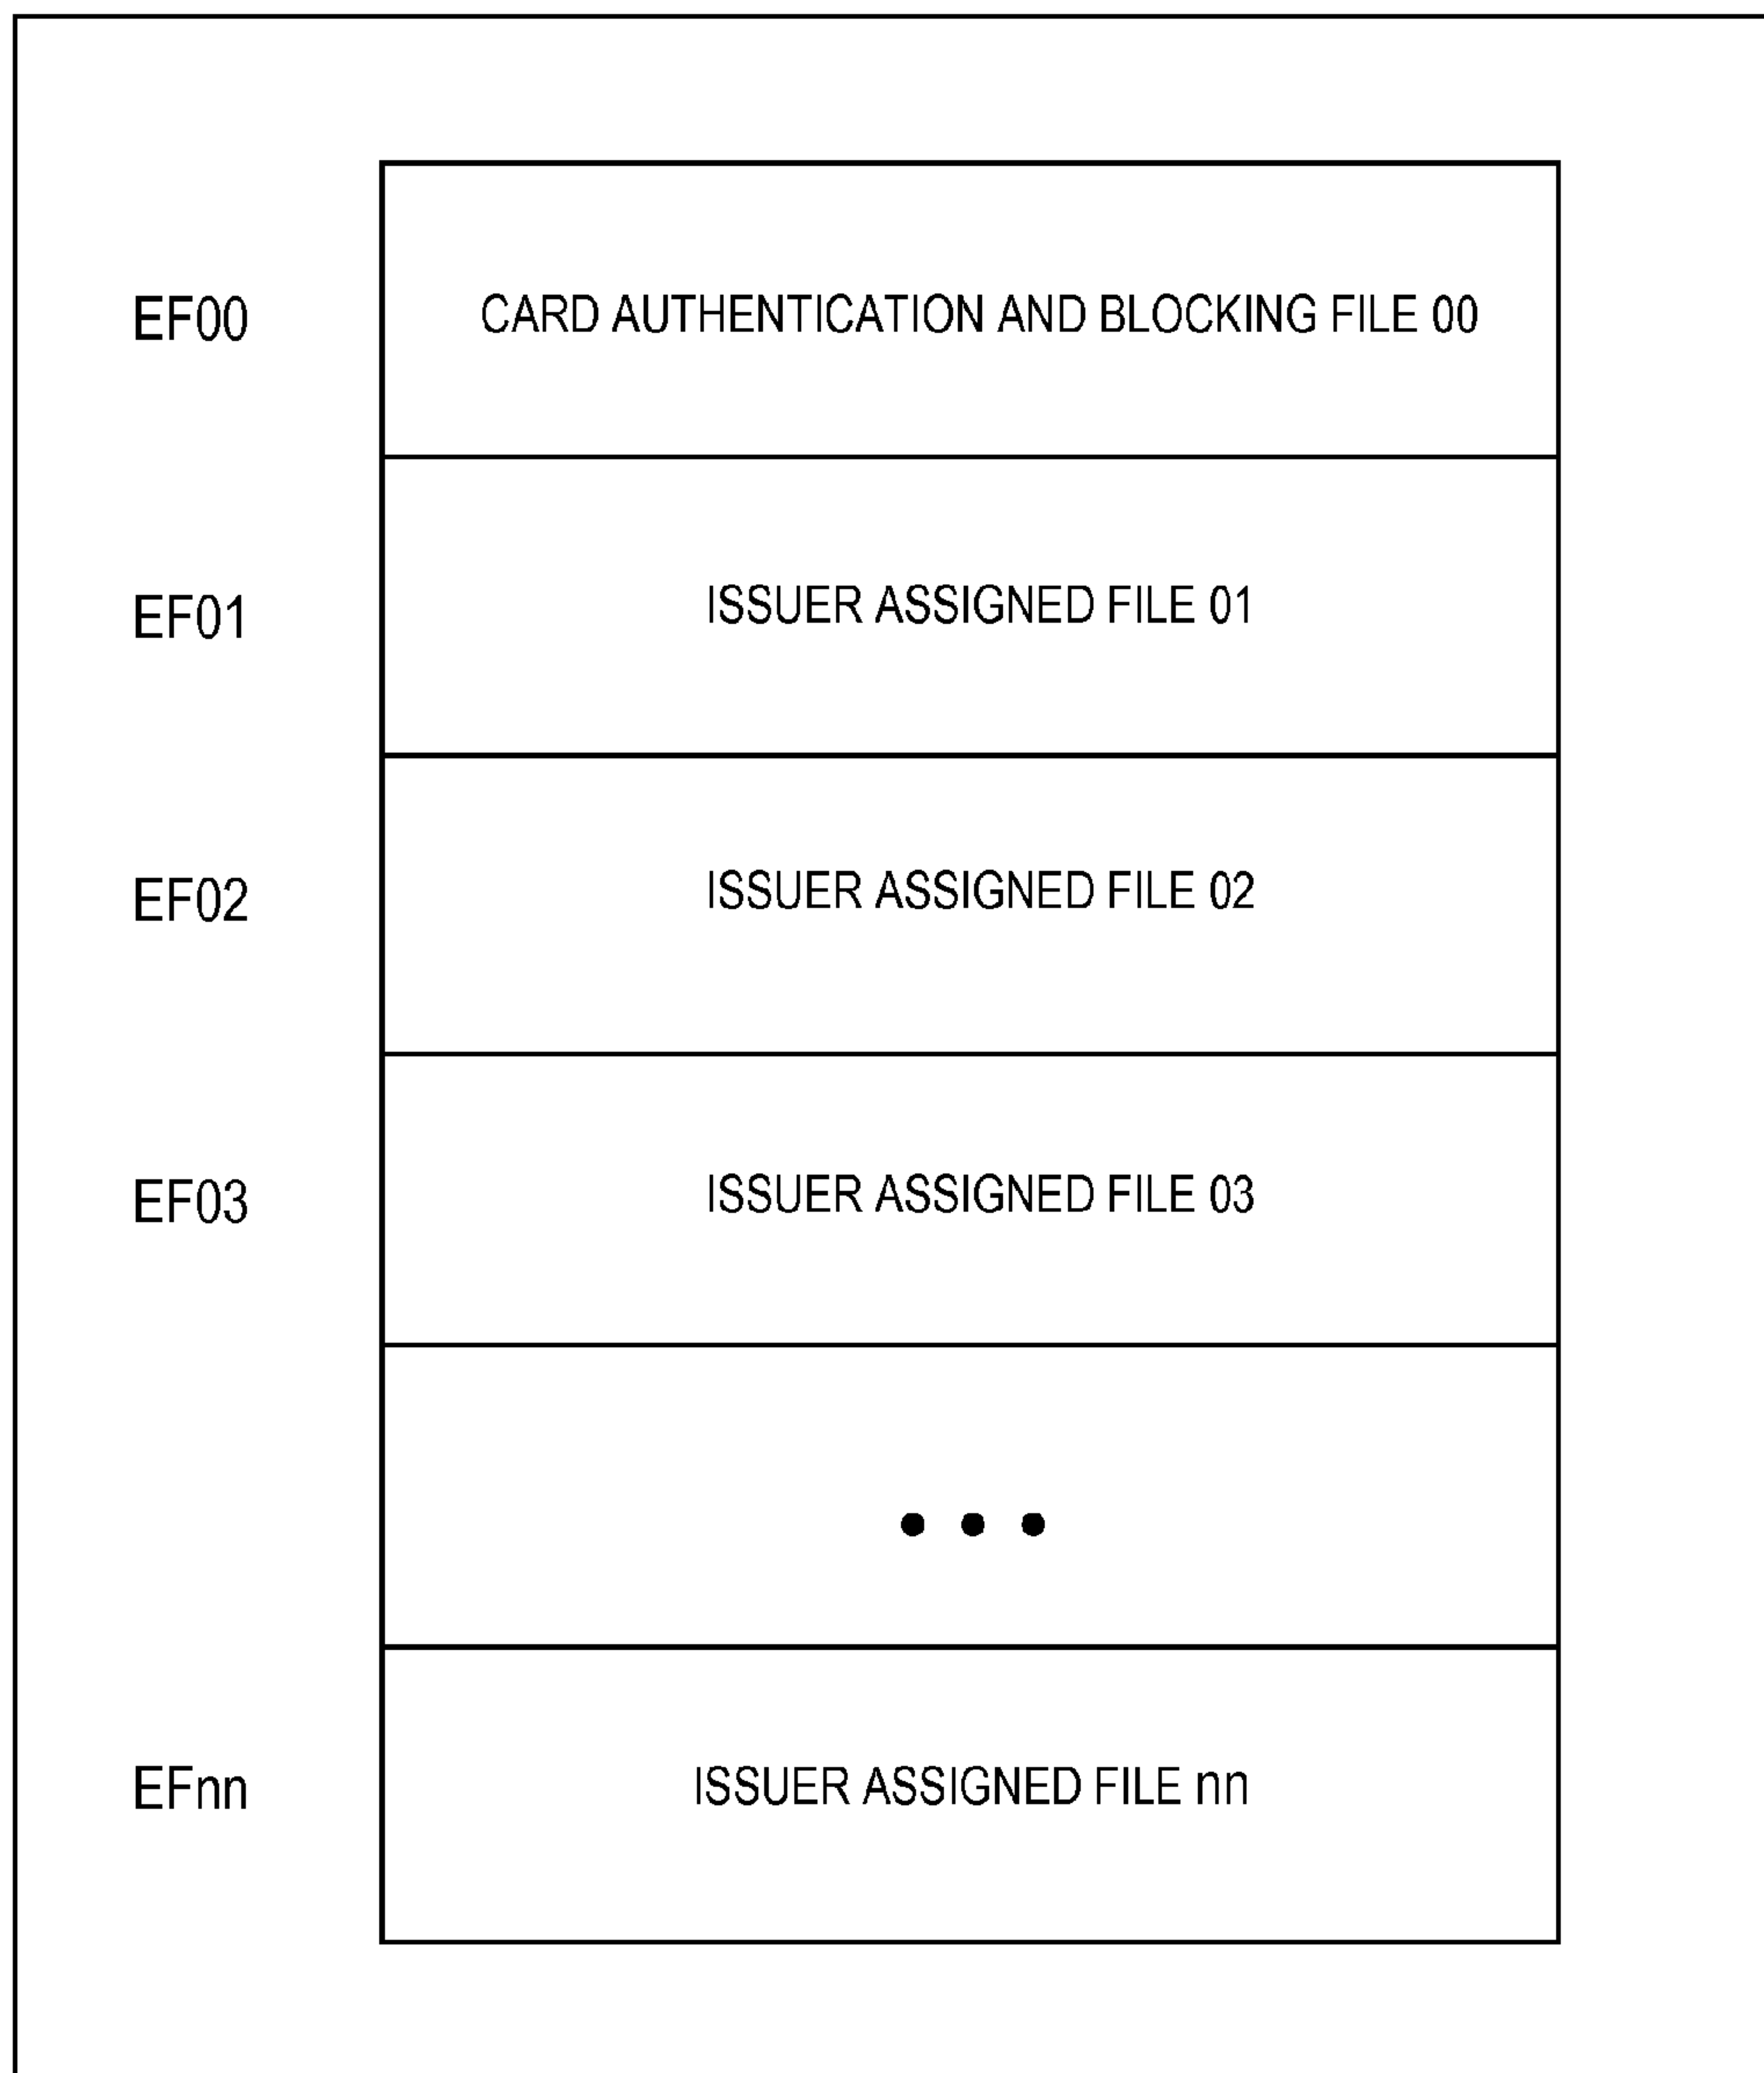 EF00 CARD AUTHENTICATION AND BLOCKING FILE 00
EF01 ISSUER ASSIGNED FILE 01
EF02 ISSUER ASSIGNED FILE 02
EF03 ISSUER ASSIGNED FILE 03
• • •
EFnn ISSUER ASSIGNED FILE nn